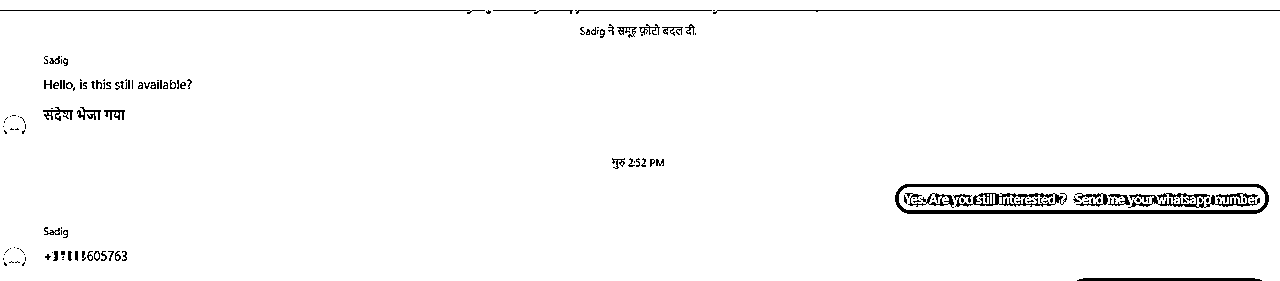 Sadig ने समूह फ़ोटो बदल दी.
Sadig
Hello, is this still available?
संदेश भेजा गया
गुरु 2:52 PM
Yes. Are you still interested ? Send me your whatsapp number
Sadig
605763